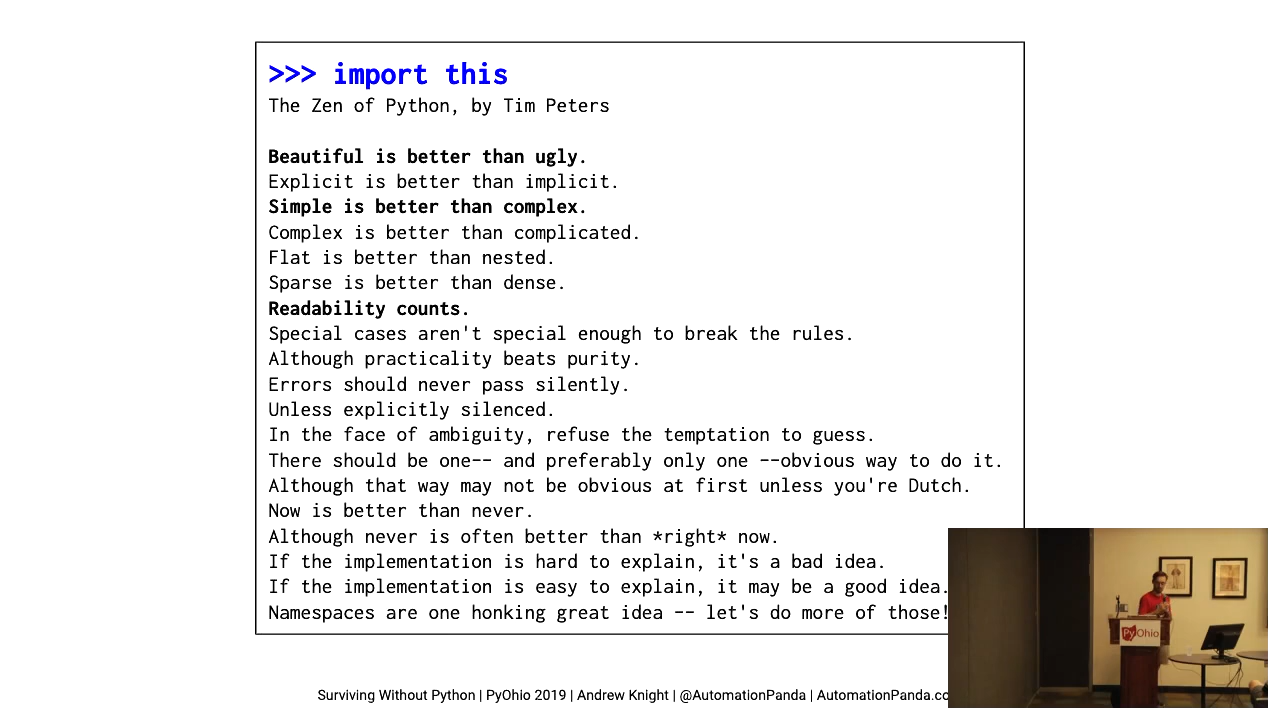 >>> import this
The Zen of Python, by Tim Peters
Beautiful is better than ugly.
Explicit is better than implicit.
Simple is better than complex.
Complex is better than complicated.
Flat is better than nested.
Sparse is better than dense.
Readability counts.
Special cases aren't special enough to break the rules.
Although practicality beats purity.
Errors should never pass silently.
Unless explicitly silenced.
In the face of ambiguity, refuse the temptation to guess.
There should be one-- and preferably only one --obvious way to do it.
Although that way may not be obvious at first unless you're Dutch.
Now is better than never.
Although never is often better than *right* now.
If the implementation is hard to explain, it's a bad idea.
If the implementation is easy to explain, it may be a good idea.
Namespaces are one honking great idea -- let's do more of those!
PyOhio
Surviving Without Python | PyOhio 2019 | Andrew Knight | @AutomationPanda | AutomationPanda.co